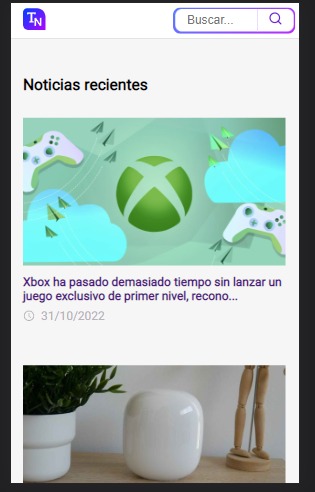 TN
Buscar...
Noticias recientes
Xbox ha pasado demasiado tiempo sin lanzar un
juego exclusivo de primer nivel, recono...
31/10/2022